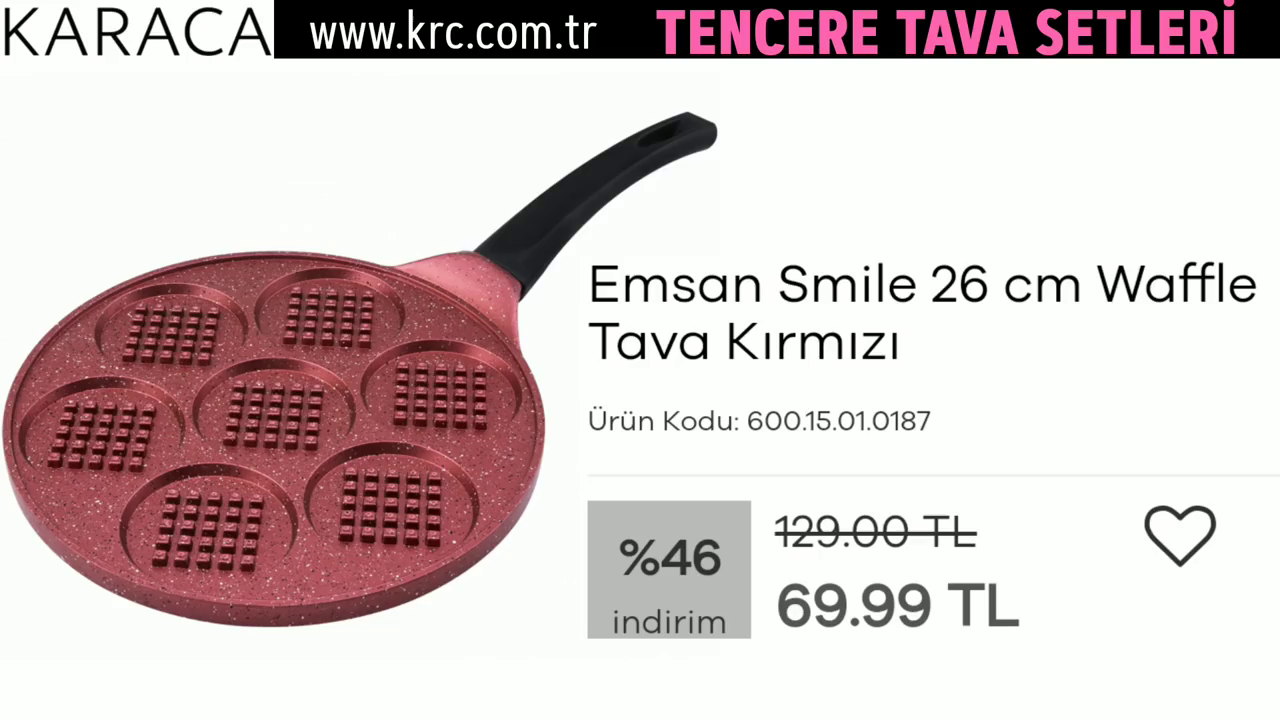 KARACA
www.krc.com.tr
TENCERE TAVA SETLERİ
Emsan Smile 26 cm Waffle
Tava Kırmızı
Ürün Kodu: 600.15.01.0187
%46
indirim
129.00 TL
69.99 TL